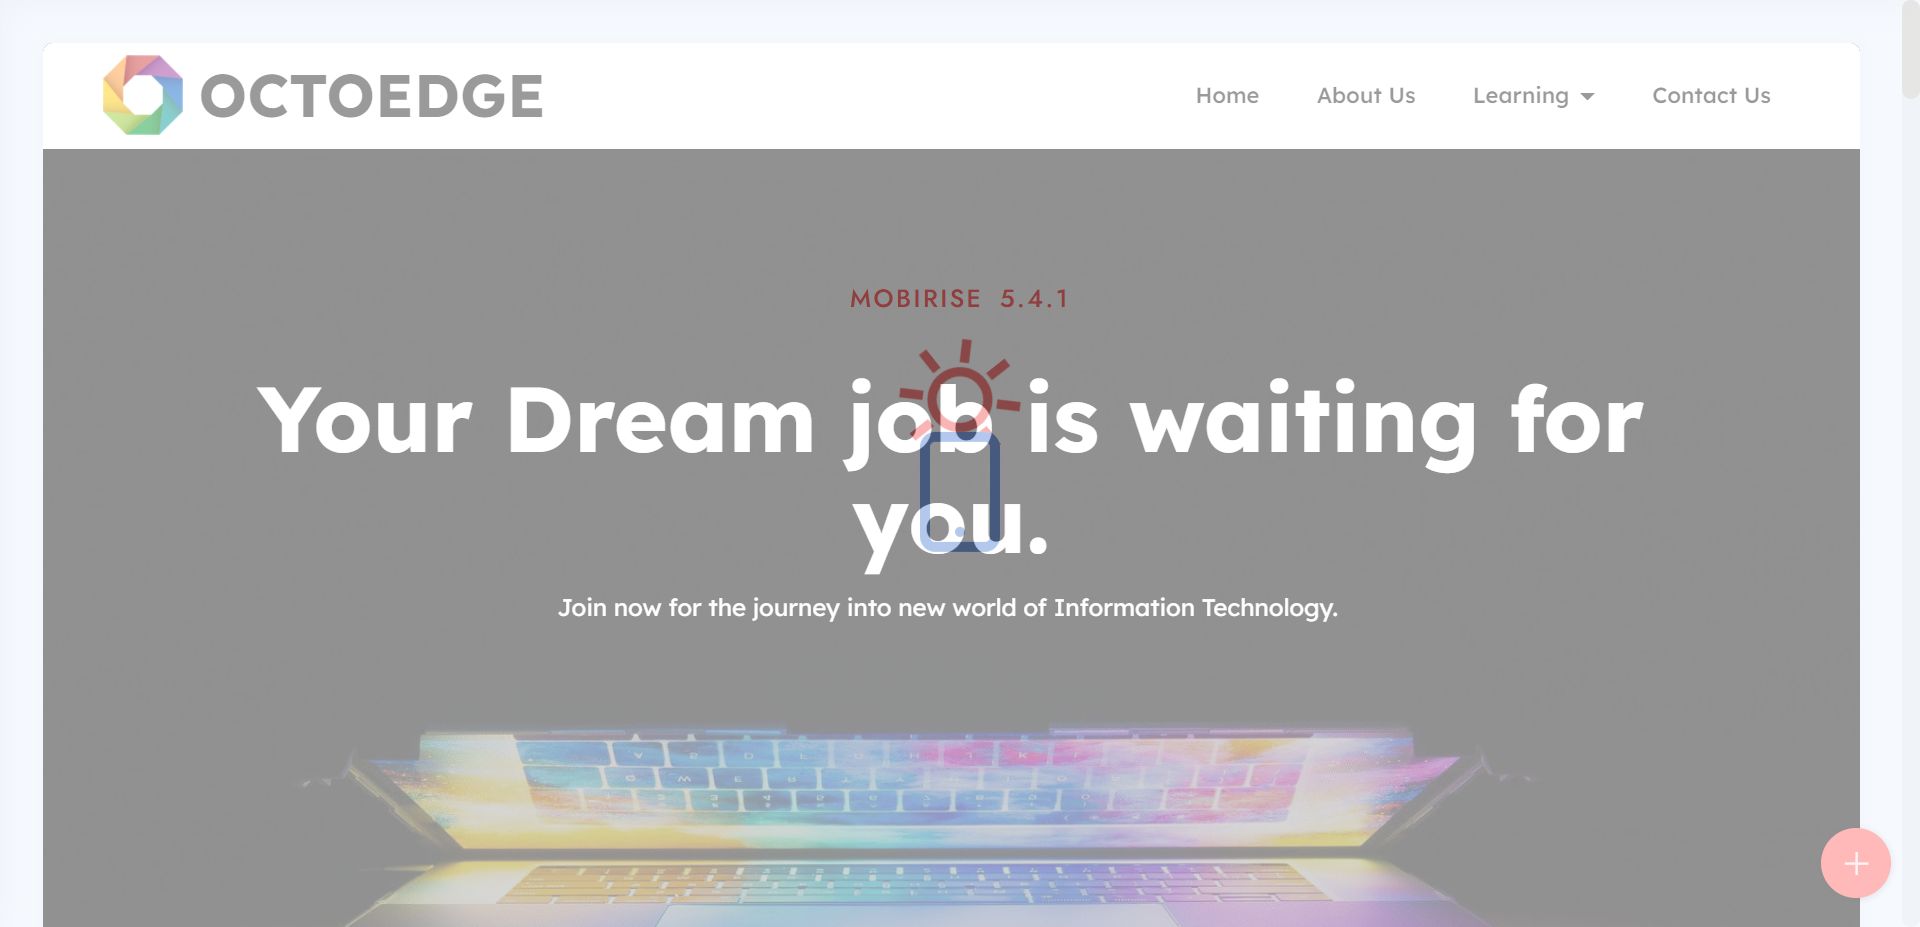 OCTOEDGE
Home About Us Learning Contact Us
MOBIRISE 5.4.1
Your Dream job is waiting for
you.
Join now for the journey into new world of Information Technology.